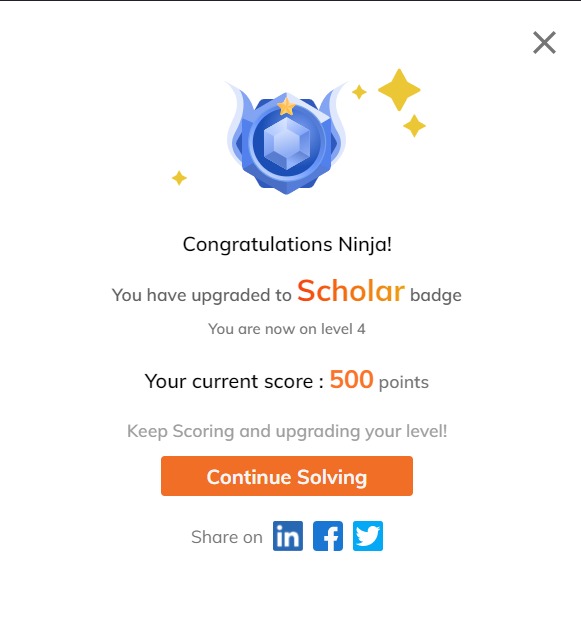 Congratulations Ninja!
You have upgraded to Scholar badge
You are now on level 4
Your current score : 500 points
Keep Scoring and upgrading your level!
Continue Solving
Share on in f